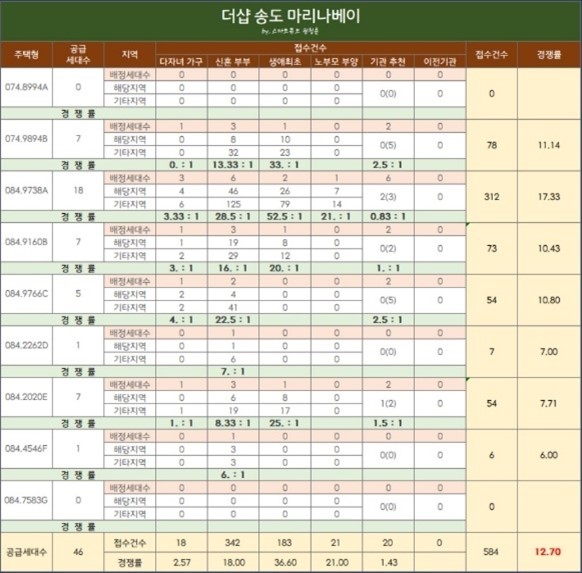 더샵 송도 마리나베이
주택형 공급세대수 지역 접수건수 접수건수 경쟁률
다자녀 가구 신혼 부부 생애최초 노부모 부양 기관 추천 이전기관
074.8994A 0 배정세대수 0 0 0 0 0 0 0
해당지역 0 0 0 0 0(0) 0
기타지역 0 0 0 0
경 쟁 률
074.9894B 7 배정세대수 1 3 1 0 2 0 78 11.14
해당지역 0 8 10 0 0(5) 0
기타지역 0 32 23 0
경 쟁 률 0. : 1 13.33 : 1 33. : 1 2.5 : 1
084.9738A 18 배정세대수 3 6 2 1 6 0 312 17.33
해당지역 4 46 26 7 2(3) 0
기타지역 6 125 79 14
경 쟁 률 3.33 : 1 28.5 : 1 52.5 : 1 21. : 1 0.83 : 1
084.9160B 7 배정세대수 1 3 1 0 2 0 73 10.43
해당지역 1 19 8 0 0(2) 0
기타지역 2 29 12 0
경 쟁 률 3. : 1 16. : 1 20. : 1 1. : 1
084.9766C 5 배정세대수 1 2 0 0 2 0 54 10.80
해당지역 2 4 0 0 0(5) 0
기타지역 2 41 0 0
경 쟁 률 4. : 1 22.5 : 1 2.5 : 1
084.2262D 1 배정세대수 0 1 0 0 0 0 7 7.00
해당지역 0 1 0 0 0(0) 0
기타지역 0 6 0 0
경 쟁 률 7. : 1
084.2020E 7 배정세대수 1 3 1 0 2 0 54 7.71
해당지역 0 6 8 0 1(2) 0
기타지역 1 19 17 0
경 쟁 률 1. : 1 8.33 : 1 25. : 1 1.5 : 1
084.4546F 1 배정세대수 0 1 0 0 0 0 6 6.00
해당지역 0 3 0 0 0(0) 0
기타지역 0 3 0 0
경 쟁 률 6. : 1
084.7583G 0 배정세대수 0 0 0 0 0 0 0
해당지역 0 0 0 0 0(0) 0
기타지역 0 0 0 0
경 쟁 률
공급세대수 46 접수건수 18 342 183 21 20 0 584 12.70
경쟁률 2.57 18.00 36.60 21.00 1.43